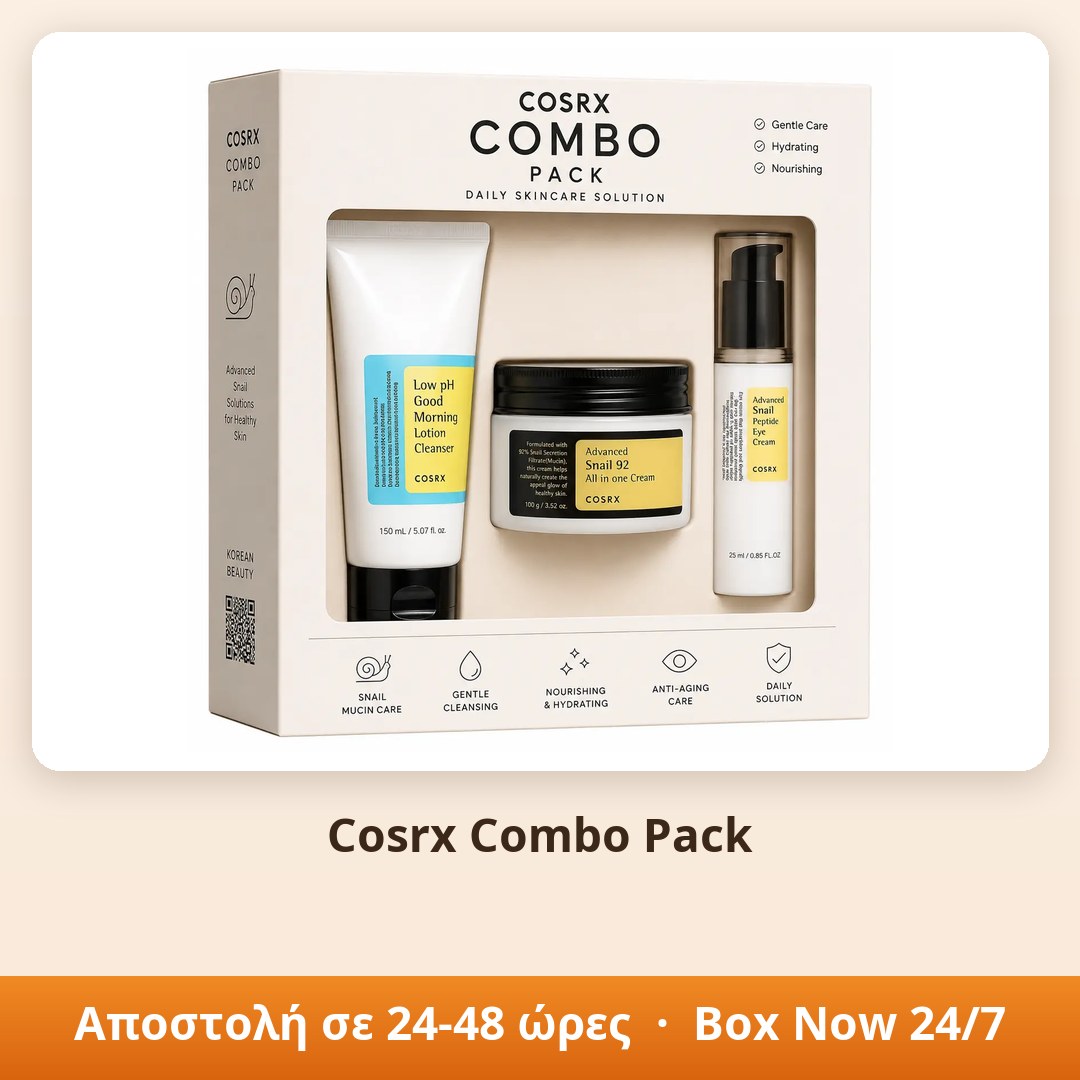 COSRX
COMBO
PACK
DAILY SKINCARE SOLUTION
Gentle Care
Hydrating
Nourishing
COSRX
COMBO
PACK
Advanced
Snail
Solutions
for Healthy
Skin
KOREAN
BEAUTY
Low pH
Good
Morning
Lotion
Cleanser
COSRX
150 mL / 5.07 fl. oz.
Formulated with
92% Snail Secretion
Filtrate(Mucin),
this cream helps
naturally create the
appeal glow of
healthy skin.
100 g / 3.52 oz.
Advanced
Snail 92
All in one Cream
COSRX
Advanced
Snail
Peptide
Eye
Cream
COSRX
25 ml / 0.85 FL.OZ
SNAIL
MUCIN CARE
GENTLE
CLEANSING
NOURISHING
& HYDRATING
ANTI-AGING
CARE
DAILY
SOLUTION
Cosrx Combo Pack
Αποστολή σε 24-48 ώρες · Box Now 24/7